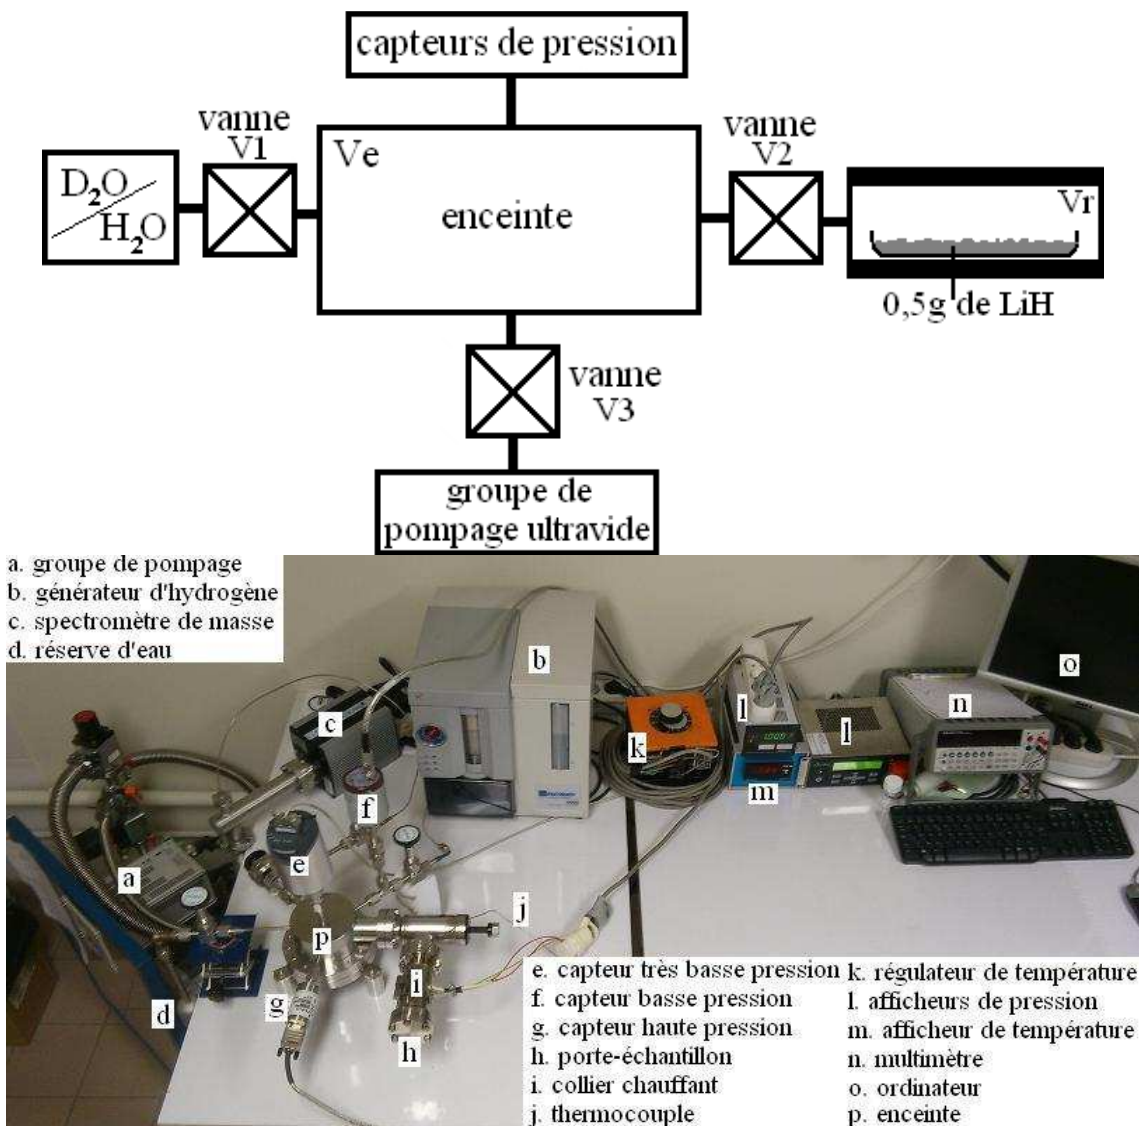 capteurs de pression
vanne
V1
Ve
vanne
V2
D2O
H2O
enceinte
Vr
0,5g de LiH
vanne
V3
groupe de
pompage ultravide
a. groupe de pompage
b. générateur d'hydrogène
c. spectromètre de masse
d. réserve d'eau
b
o
c
l
n
k
l
f
m
e
a
j
p
i
g
d
h
e. capteur très basse pression
f. capteur basse pression
g. capteur haute pression
h. porte-échantillon
i. collier chauffant
j. thermocouple
k. régulateur de température
l. afficheurs de pression
m. afficheur de température
n. multimètre
o. ordinateur
p. enceinte